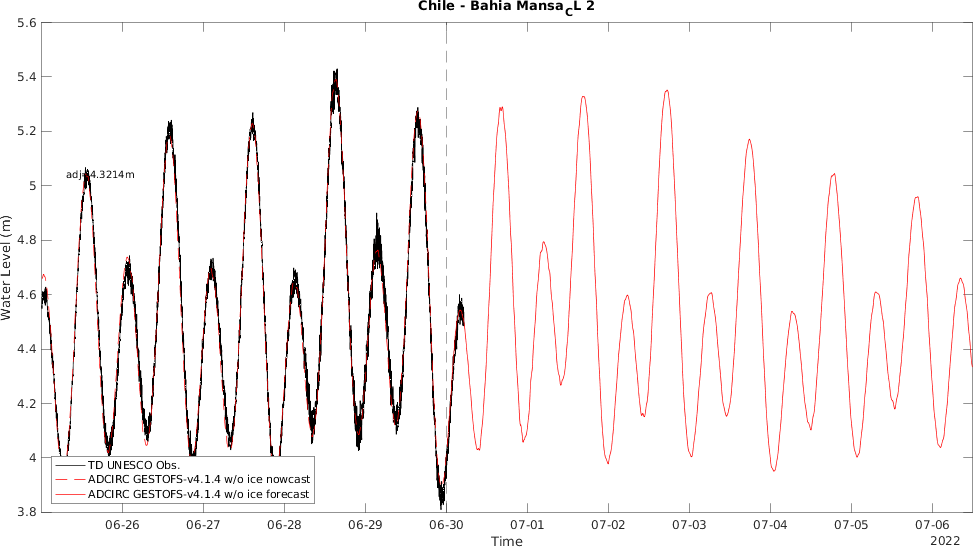 Chile - Bahia Mansa_CL 2
5.6
5.4
5.2
5
4.8
4.6
4.4
4.2
4
3.8
Water Level (m)
adj=4.3214m
TD UNESCO Obs.
ADCIRC GESTOFS-v4.1.4 w/o ice nowcast
ADCIRC GESTOFS-v4.1.4 w/o ice forecast
06-26 06-27 06-28 06-29 06-30 07-01 07-02 07-03 07-04 07-05 07-06
Time
2022